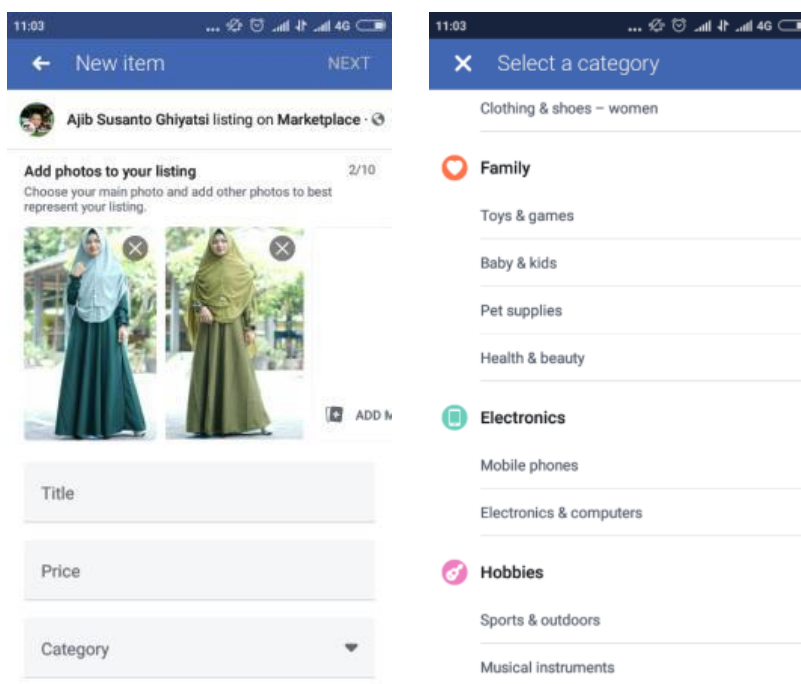 11:03
... 4G
New item
NEXT
Ajib Susanto Ghiyatsi listing on Marketplace ·
Add photos to your listing
2/10
Choose your main photo and add other photos to best
represent your listing.
ADD
Title
Price
Category
11:03
... 4G
Select a category
Clothing & shoes – women
Family
Toys & games
Baby & kids
Pet supplies
Health & beauty
Electronics
Mobile phones
Electronics & computers
Hobbies
Sports & outdoors
Musical instruments